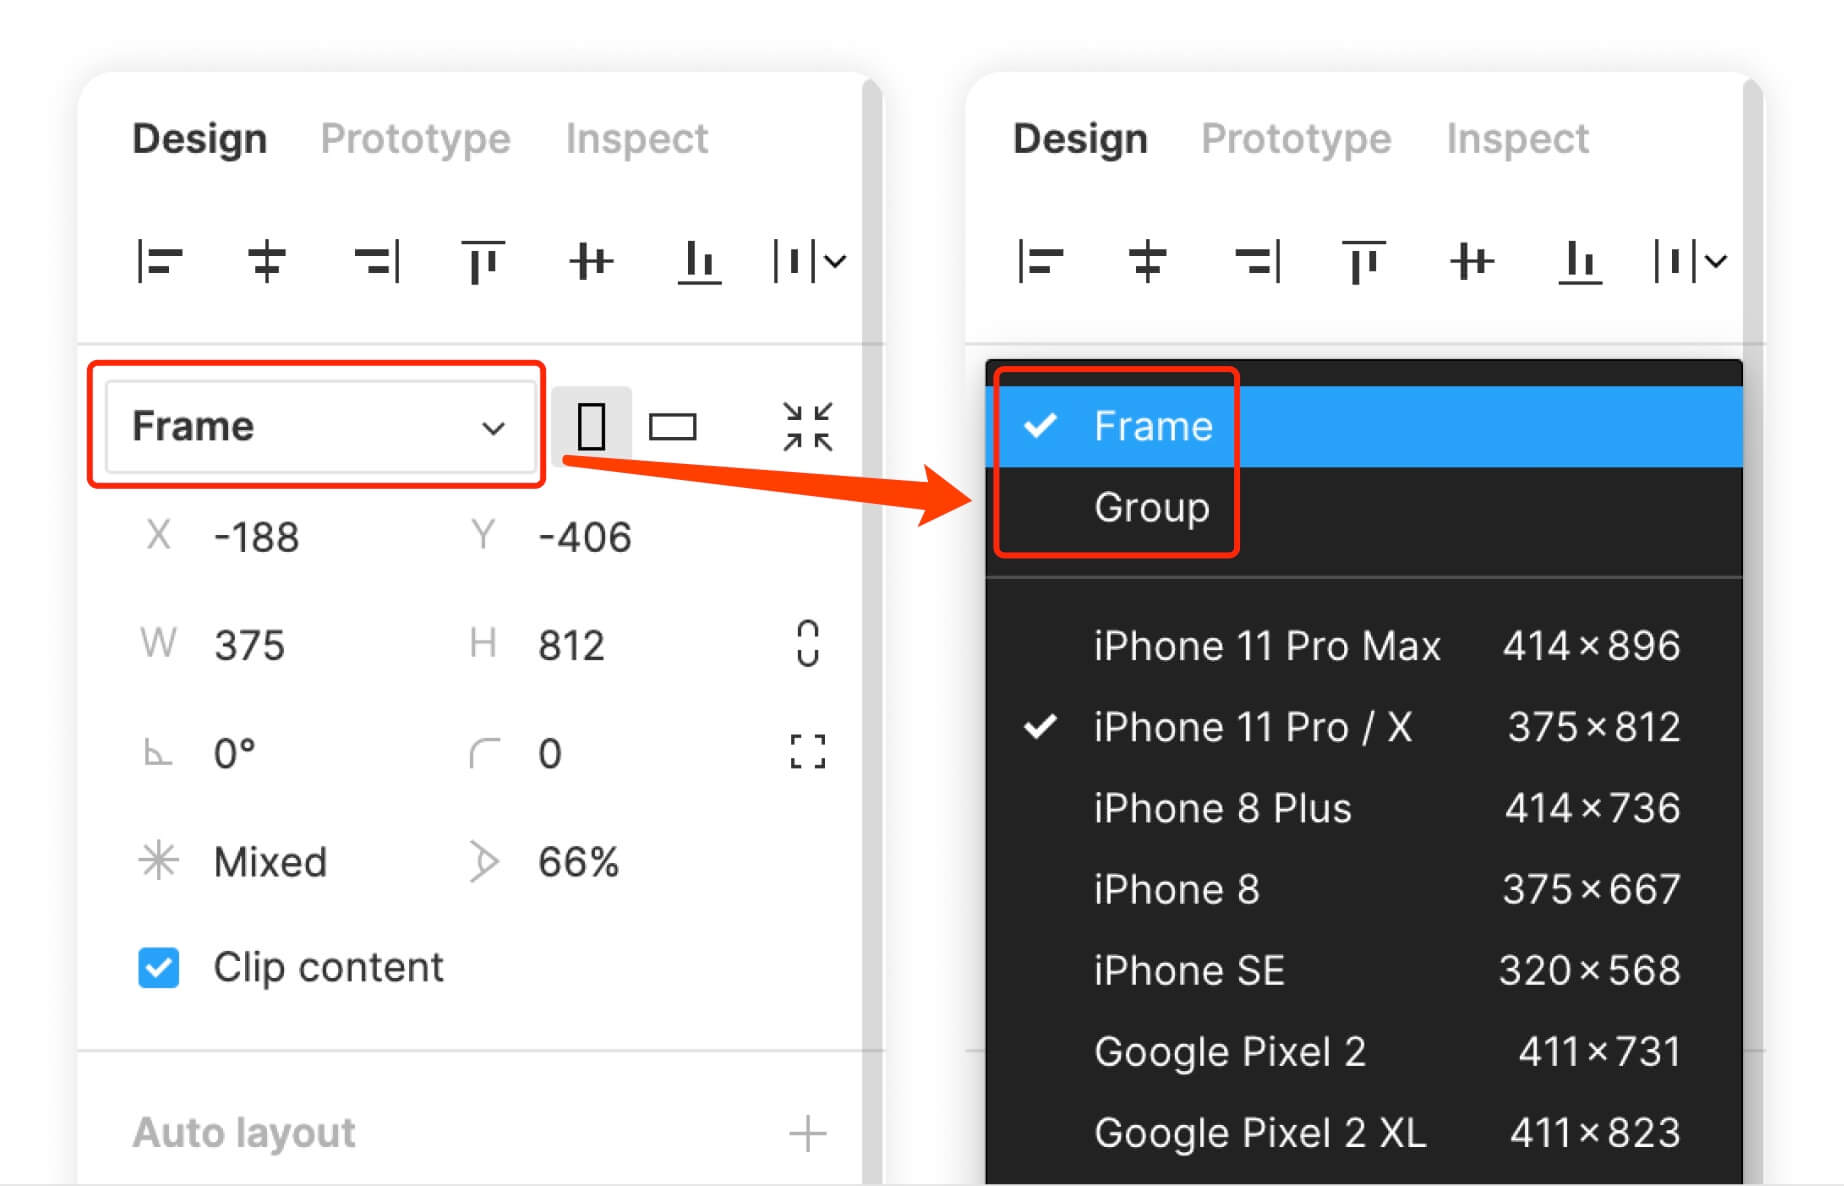 Design Prototype Inspect
Frame
X -188 Y -406
W 375 H 812
0° 0
Mixed 66%
Clip content
Auto layout
Design Prototype Inspect
Frame
Group
iPhone 11 Pro Max 414×896
iPhone 11 Pro / X 375×812
iPhone 8 Plus 414×736
iPhone 8 375×667
iPhone SE 320×568
Google Pixel 2 411×731
Google Pixel 2 XL 411×823